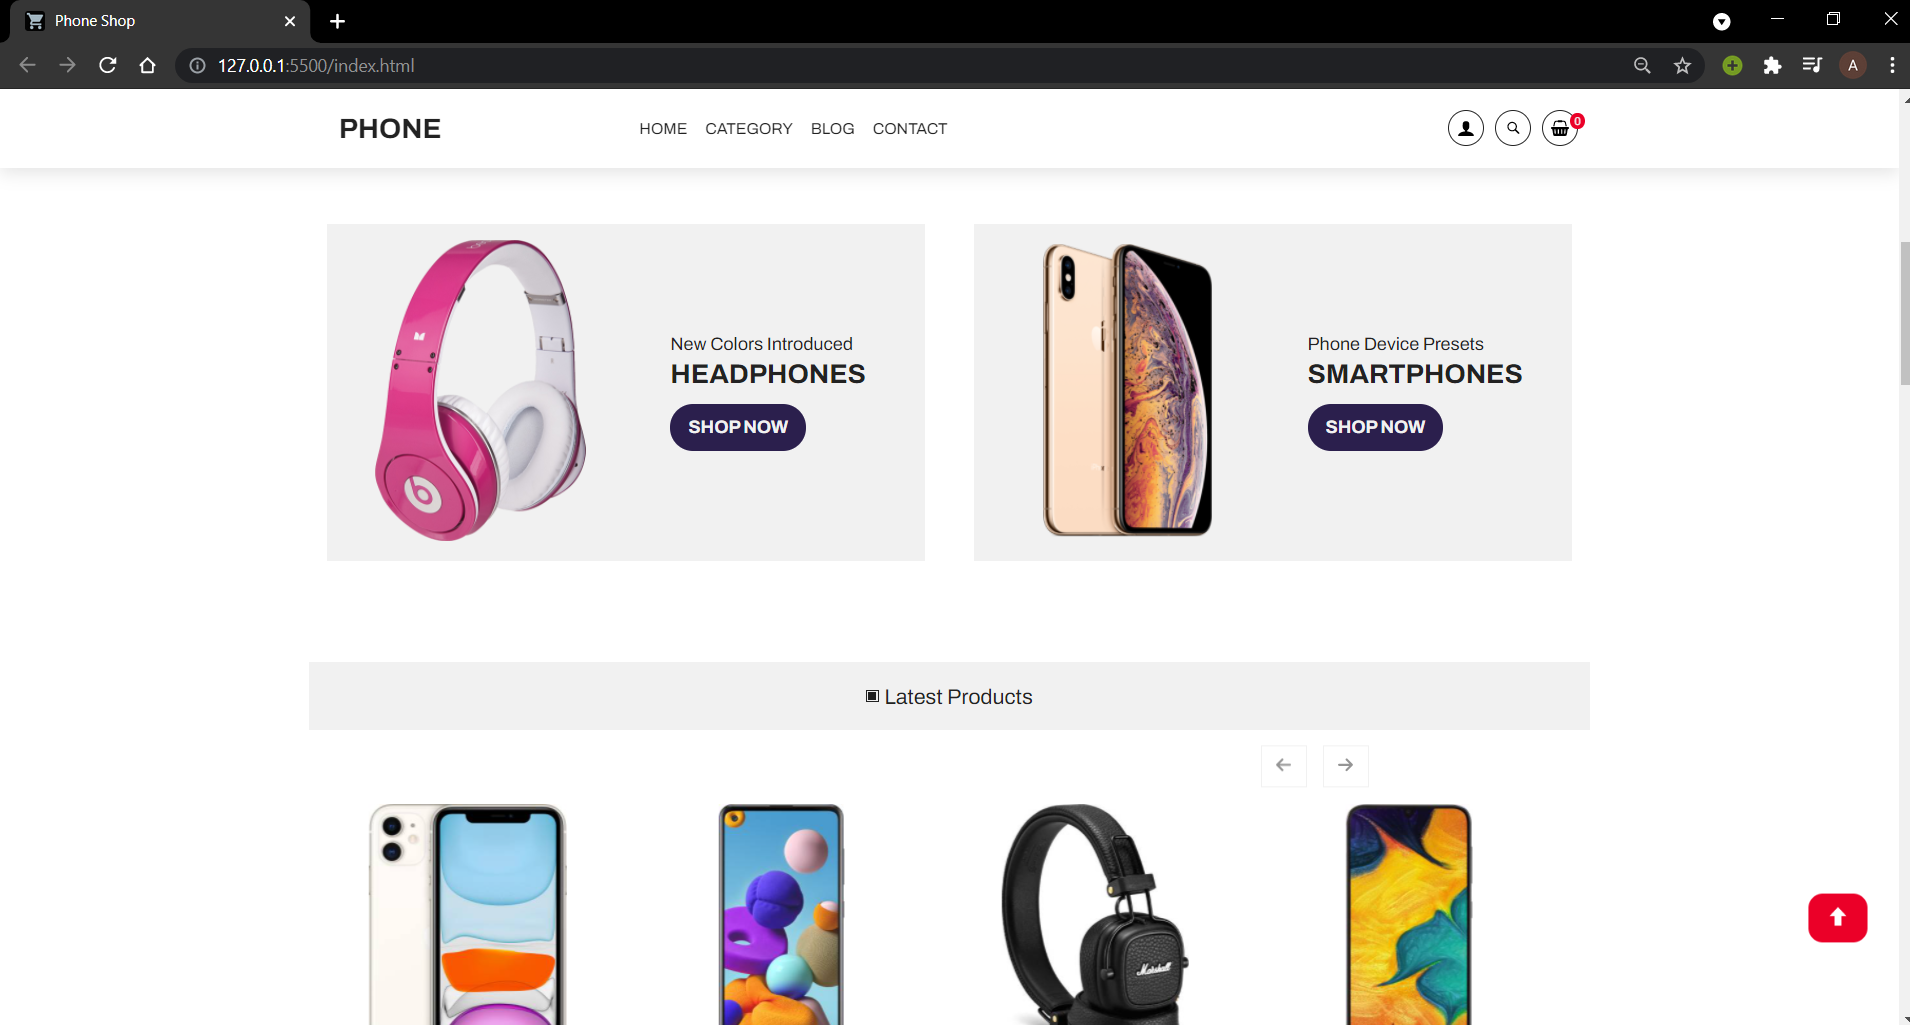 Phone Shop
127.0.0.1:5500/index.html
A
PHONE
HOME CATEGORY BLOG CONTACT
0
New Colors Introduced
HEADPHONES
SHOP NOW
Phone Device Presets
SMARTPHONES
SHOP NOW
Latest Products
Marshall